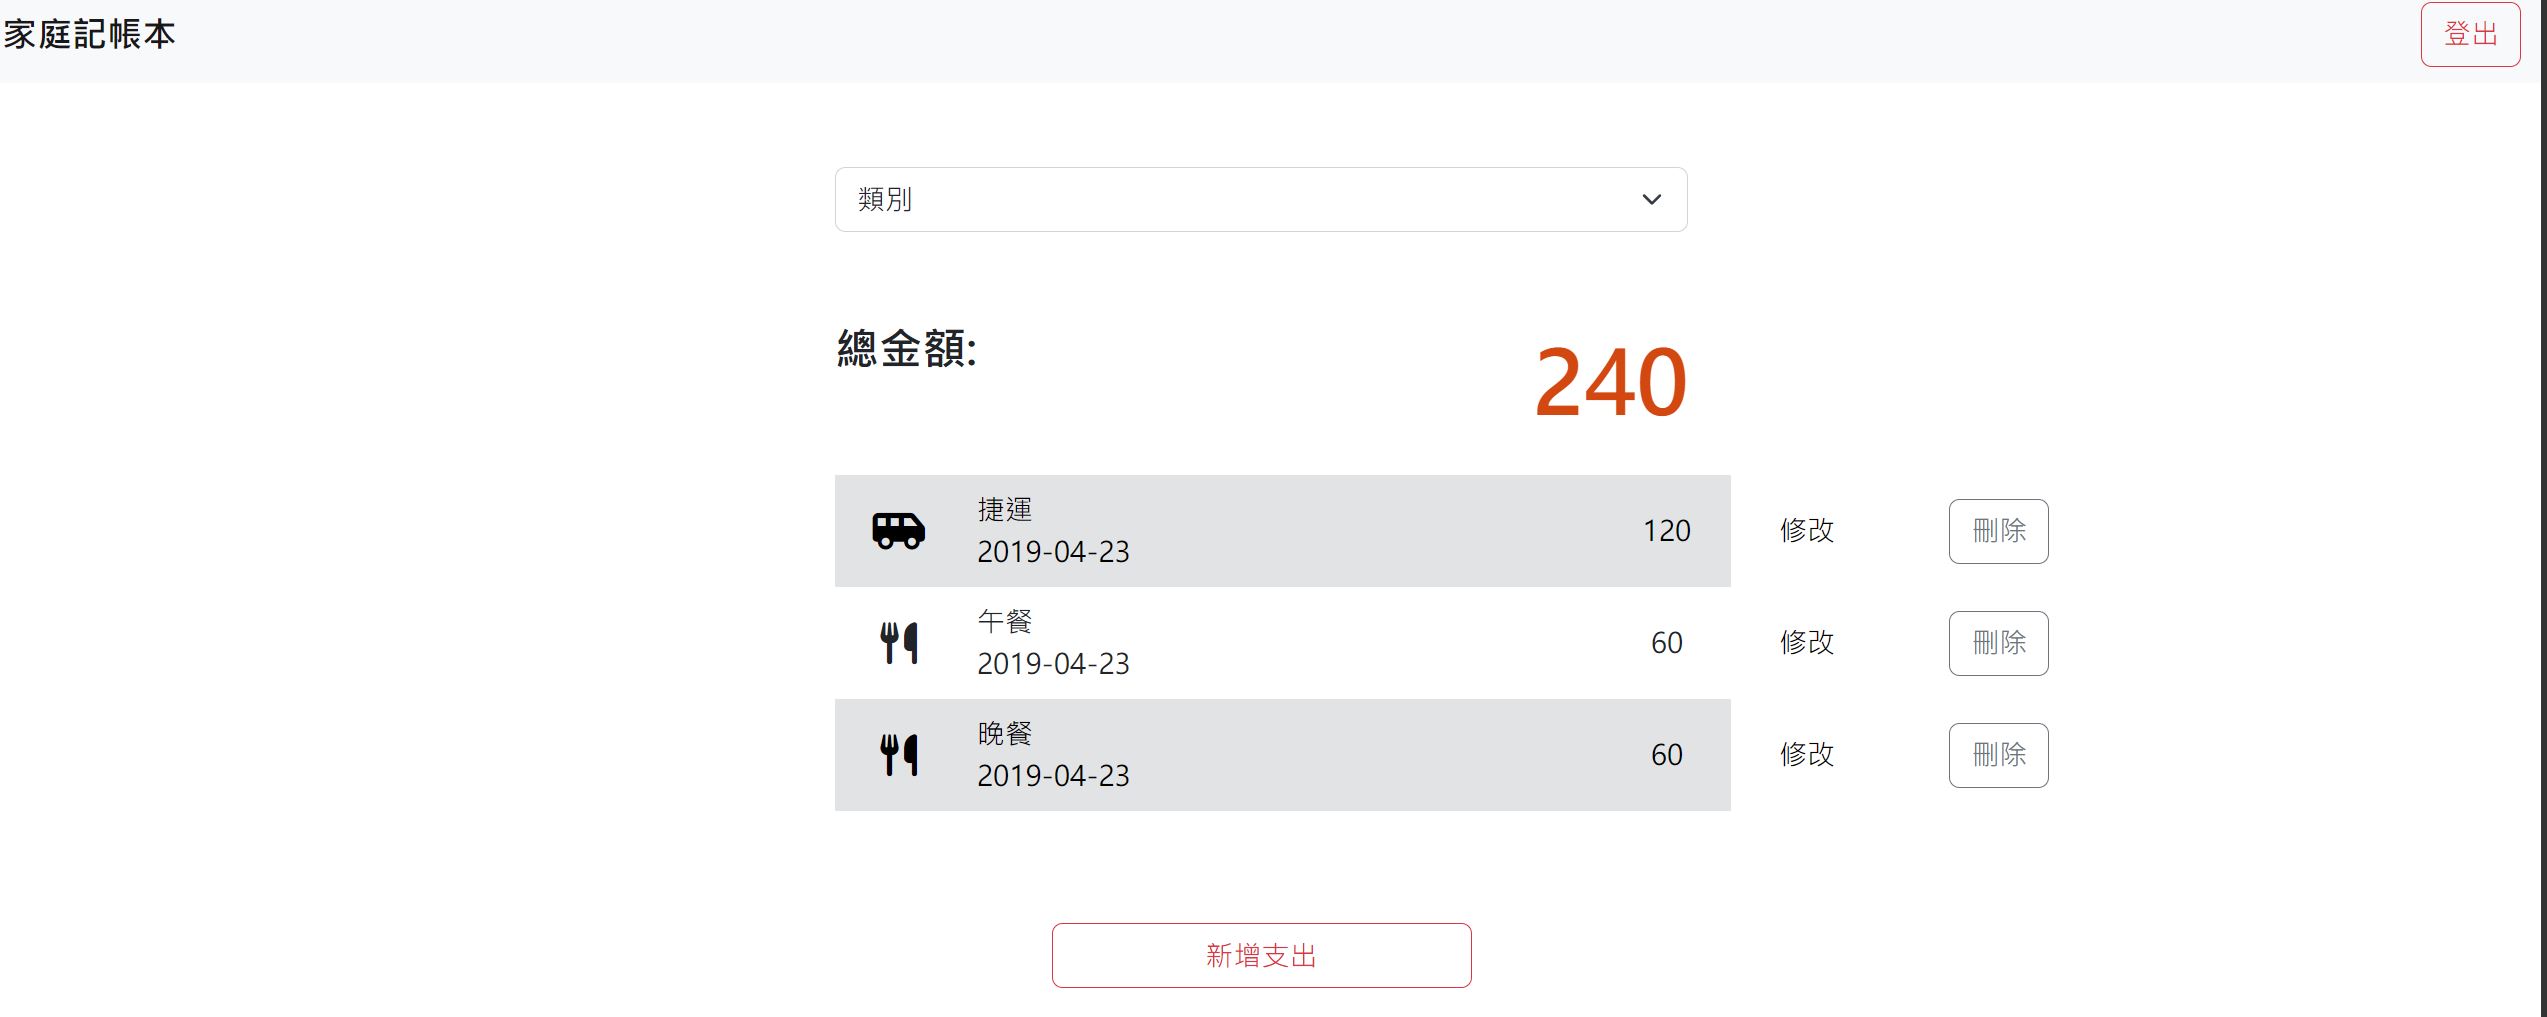 家庭記帳本
登出
類別
總金額:
240
捷運
2019-04-23
120
修改
刪除
午餐
2019-04-23
60
修改
刪除
晚餐
2019-04-23
60
修改
刪除
新增支出